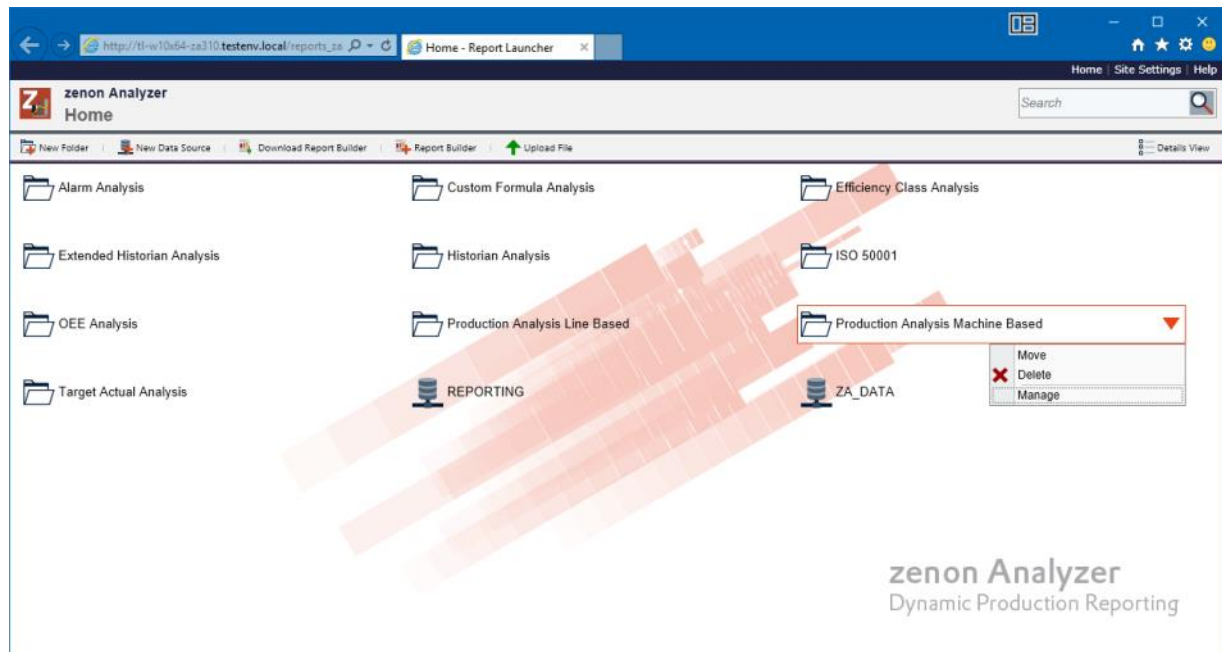 http://tl-w10x64-za310.testenv.local/reports_za
Home - Report Launcher
Home | Site Settings | Help
zenon Analyzer
Home
Search
New Folder
New Data Source
Download Report Builder
Report Builder
Upload File
Details View
Alarm Analysis
Custom Formula Analysis
Efficiency Class Analysis
Extended Historian Analysis
Historian Analysis
ISO 50001
OEE Analysis
Production Analysis Line Based
Production Analysis Machine Based
Move
Delete
Manage
Target Actual Analysis
REPORTING
ZA_DATA
zenon Analyzer
Dynamic Production Reporting